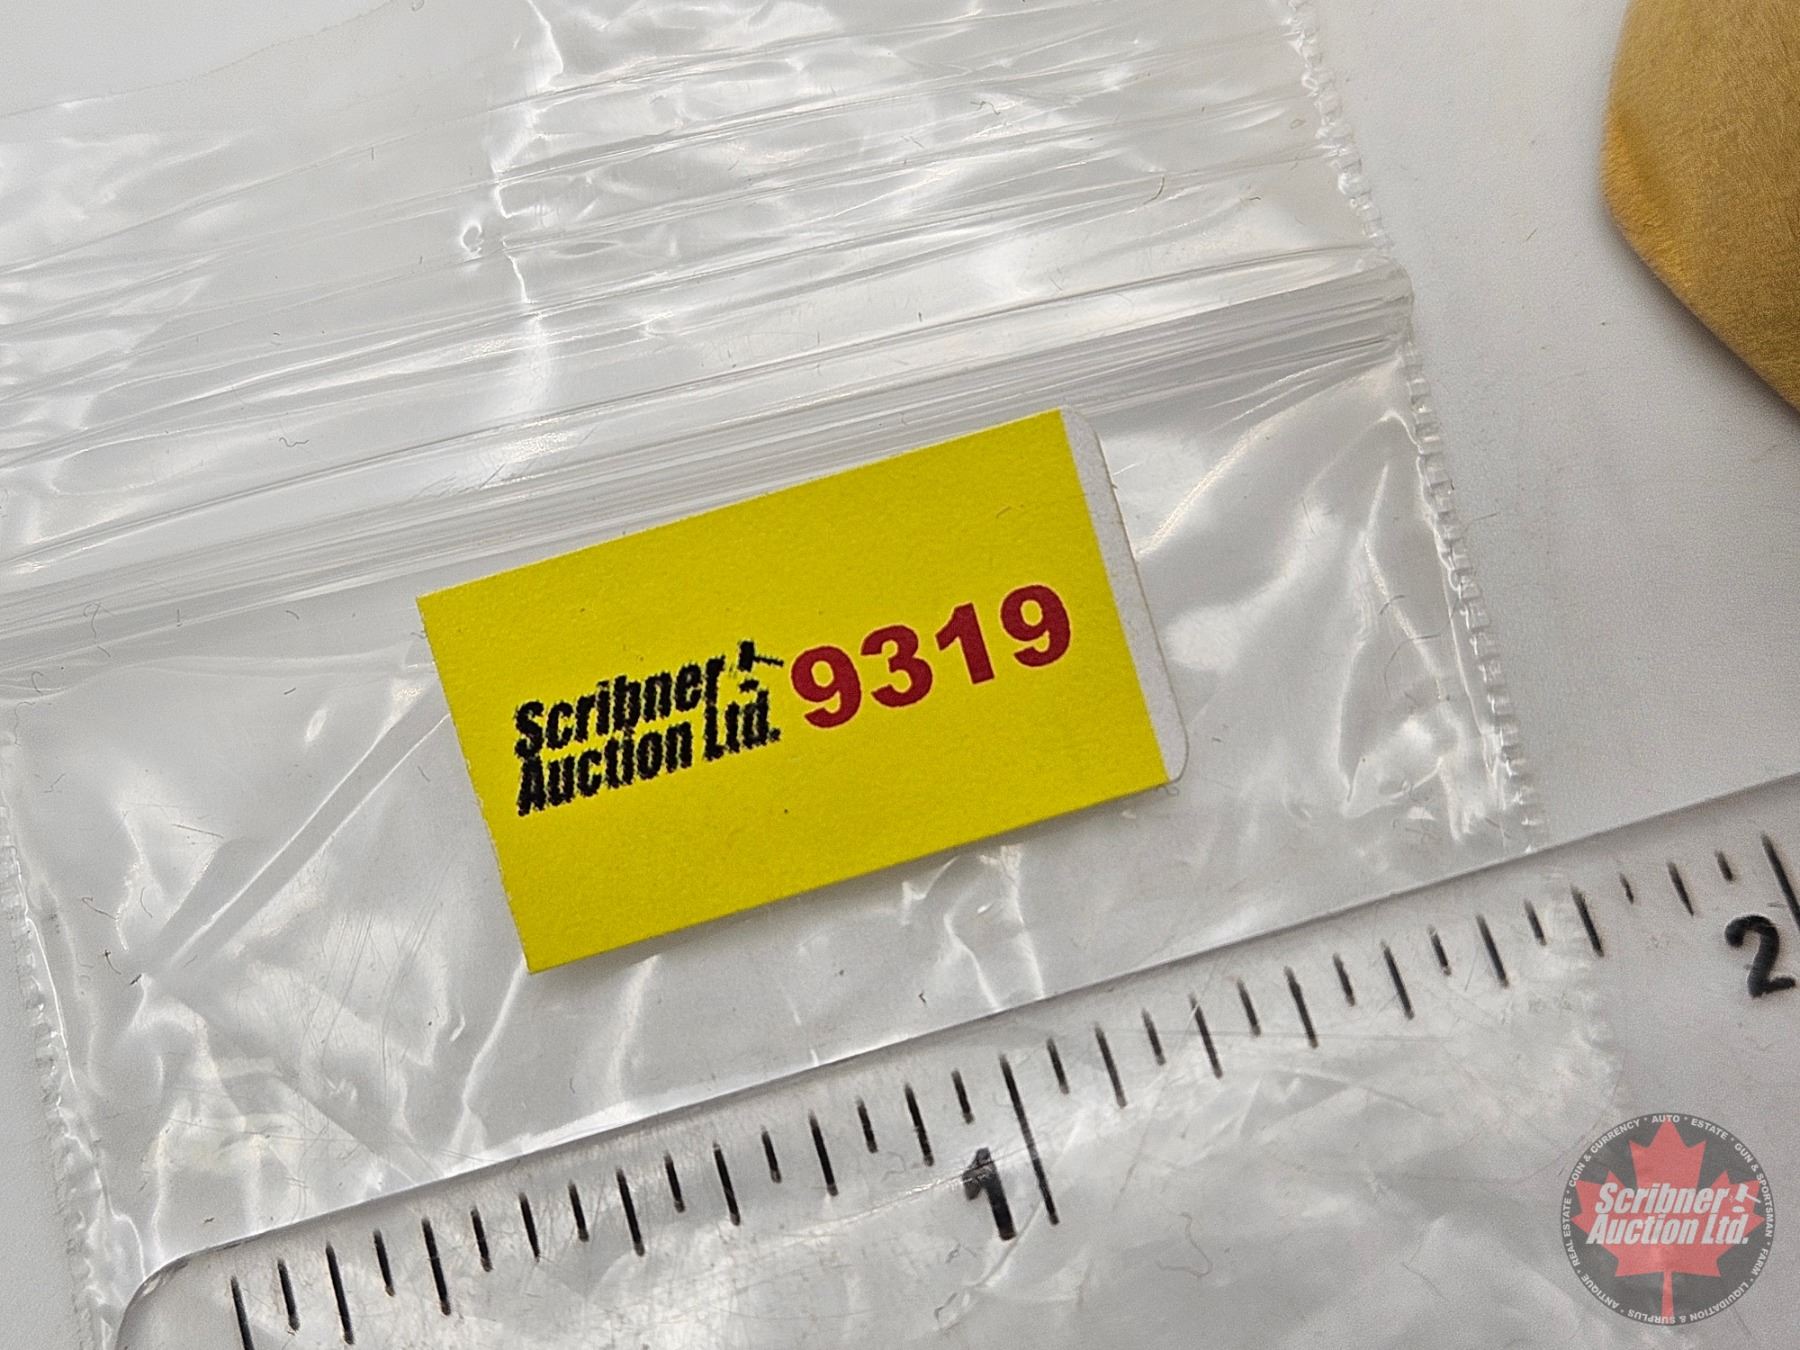 Scribner
Auction Ltd.
9319
1
2
COIN & CURRENCY · AUTO · ESTATE · GUN & SPORTSMAN · FARM · LIQUIDATION & SURPLUS · ANTIQUE · REAL ESTATE ·
Scribner
Auction Ltd.